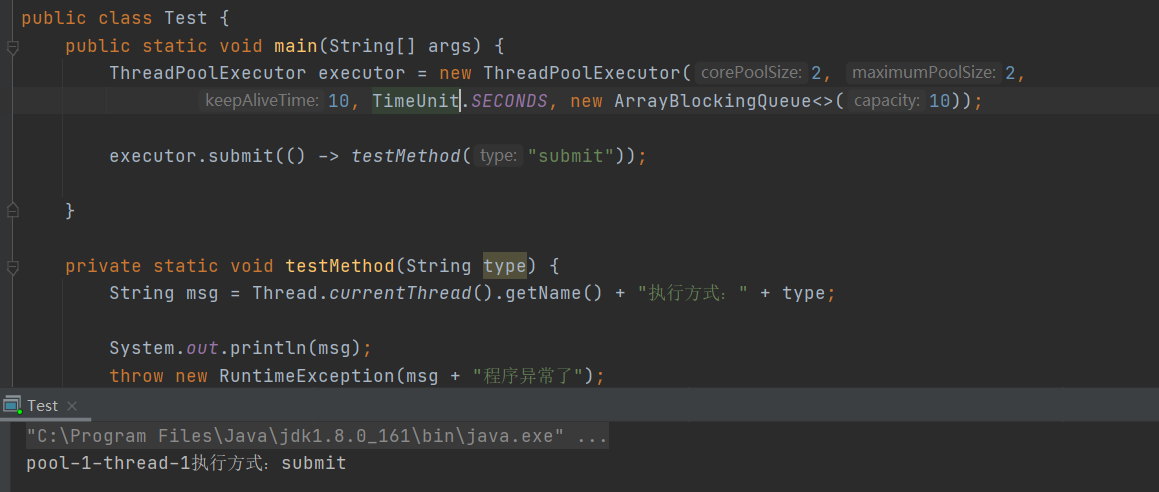 public class Test {
public static void main(String[] args) {
ThreadPoolExecutor executor = new ThreadPoolExecutor( corePoolSize: 2, maximumPoolSize: 2,
keepAliveTime: 10, TimeUnit.SECONDS, new ArrayBlockingQueue<>( capacity: 10));
executor.submit(() -> testMethod( type: "submit"));
}
private static void testMethod(String type) {
String msg = Thread.currentThread().getName() + "执行方式：" + type;
System.out.println(msg);
throw new RuntimeException(msg + "程序异常了");
Test ×
"C:\Program Files\Java\jdk1.8.0_161\bin\java.exe" ...
pool-1-thread-1执行方式：submit